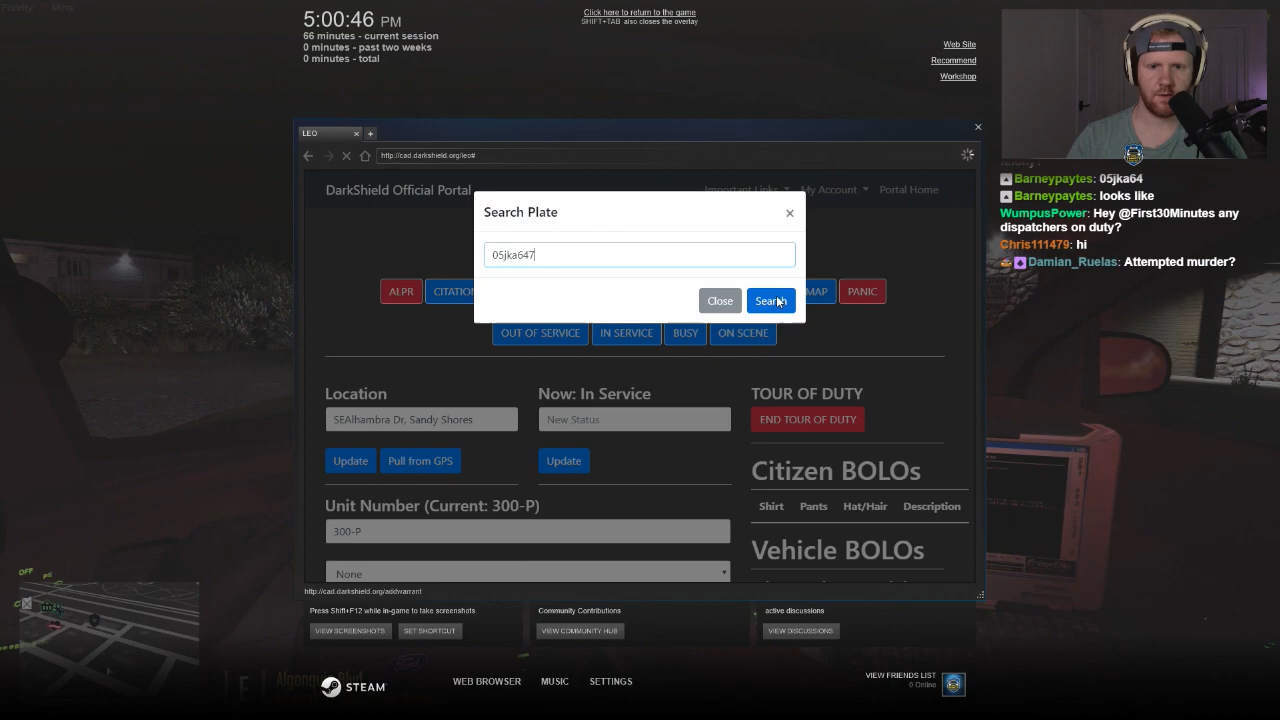 Priority
Mins
5:00:46 PM
66 minutes - current session
0 minutes - past two weeks
0 minutes - total
Click here to return to the game
SHIFT+TAB also closes the overlay
Web Site
Recommend
Workshop
LEO
http://cad.darkshield.org/leo#
DarkShield Official Portal
Important Links
My Account
Portal Home
Search Plate
05jka647
Close
Search
ALPR
CITATION
MAP
PANIC
OUT OF SERVICE
IN SERVICE
BUSY
ON SCENE
Location
SEAlhambra Dr, Sandy Shores
Update
Pull from GPS
Now: In Service
New Status
Update
TOUR OF DUTY
END TOUR OF DUTY
Unit Number (Current: 300-P)
300-P
None
Citizen BOLOs
Shirt Pants Hat/Hair Description
Vehicle BOLOs
http://cad.darkshield.org/addwarrant
Press Shift+F12 while in-game to take screenshots
VIEW SCREENSHOTS
SET SHORTCUT
Community Contributions
VIEW COMMUNITY HUB
active discussions
VIEW DISCUSSIONS
STEAM
WEB BROWSER
MUSIC
SETTINGS
VIEW FRIENDS LIST
0 Online
Barneypaytes: 05jka64
Barneypaytes: looks like
WumpusPower: Hey @First30Minutes any
dispatchers on duty?
Chris111479: hi
Damian_Ruelas: Attempted murder?
OFF
E
Algonquin Blvd